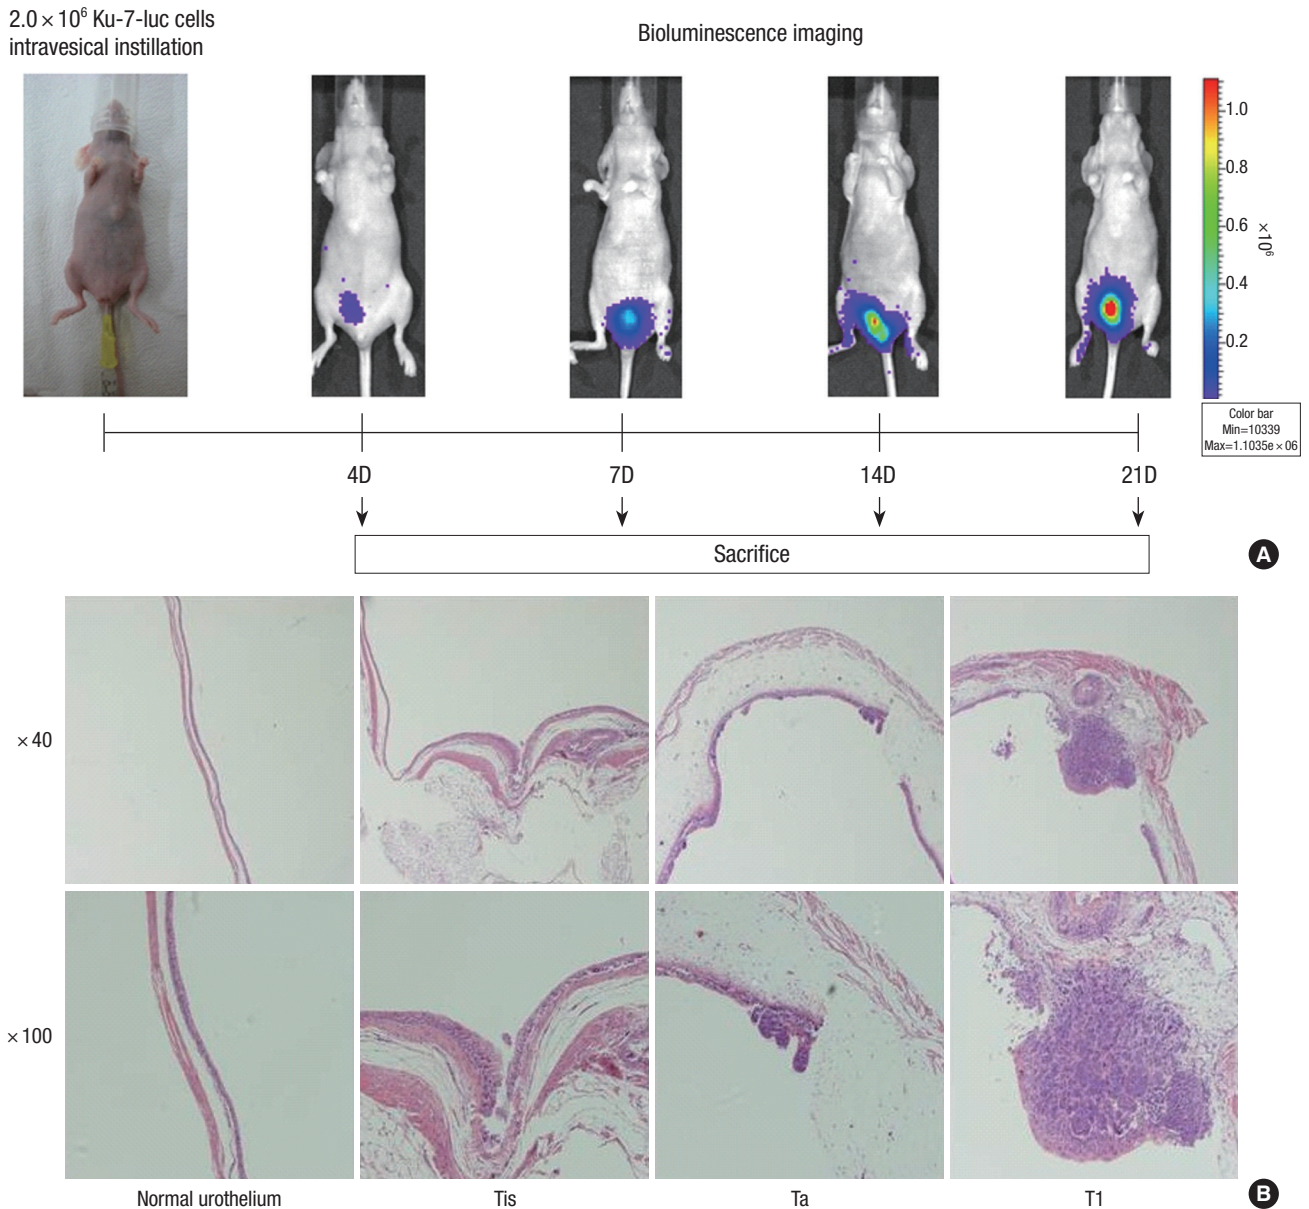 2.0 × 10⁶ Ku-7-luc cells
intravesical instillation
Bioluminescence imaging
1.0
0.8
0.6
0.4
0.2
×10⁶
Color bar
Min=10339
Max=1.1035e × 06
4D 7D 14D 21D
Sacrifice
A
× 40
× 100
Normal urothelium Tis Ta T1
B